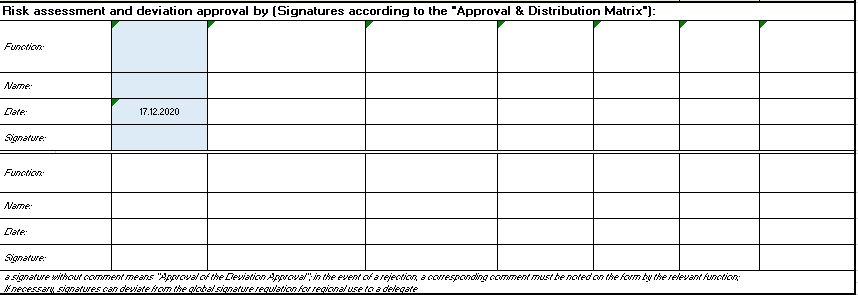 Risk assessment and deviation approval by (Signatures according to the "Approval & Distribution Matrix"):
Function:
Name:
Date: 17.12.2020
Signature:
Function:
Name:
Date:
Signature:
a signature without comment means "Approval of the Deviation Approval"; in the event of a rejection, a corresponding comment must be noted on the form by the relevant function;
If necessary, signatures can deviate from the global signature regulation for regional use to a delegate